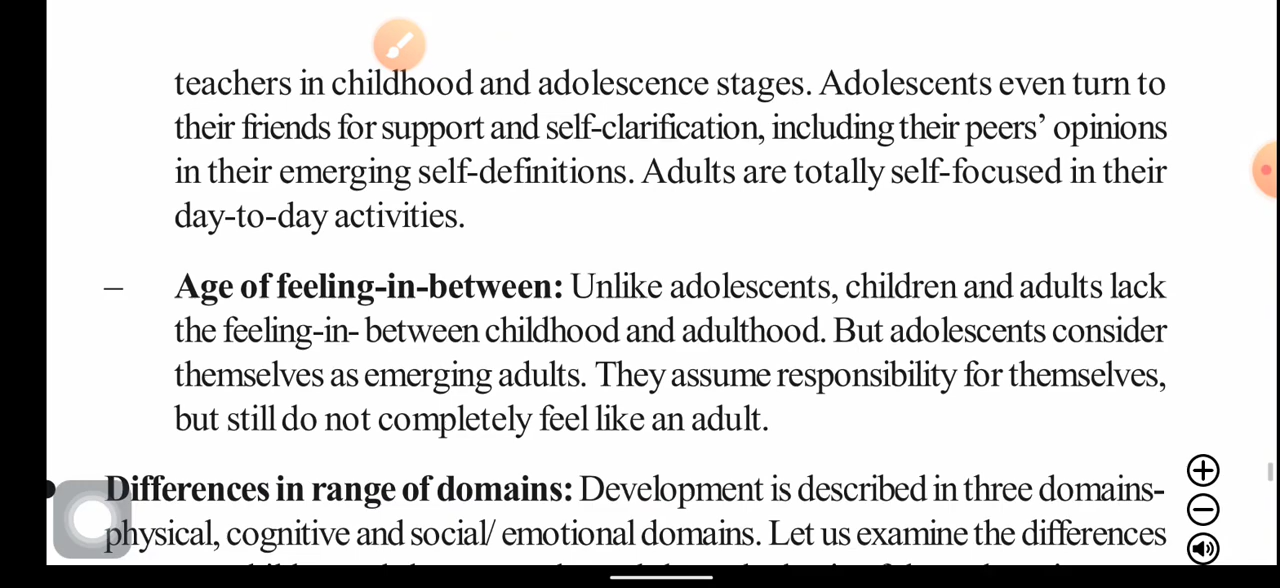 teachers in childhood and adolescence stages. Adolescents even turn to
their friends for support and self-clarification, including their peers’ opinions
in their emerging self-definitions. Adults are totally self-focused in their
day-to-day activities.
– Age of feeling-in-between: Unlike adolescents, children and adults lack
the feeling-in- between childhood and adulthood. But adolescents consider
themselves as emerging adults. They assume responsibility for themselves,
but still do not completely feel like an adult.
Differences in range of domains: Development is described in three domains-
physical, cognitive and social/ emotional domains. Let us examine the differences